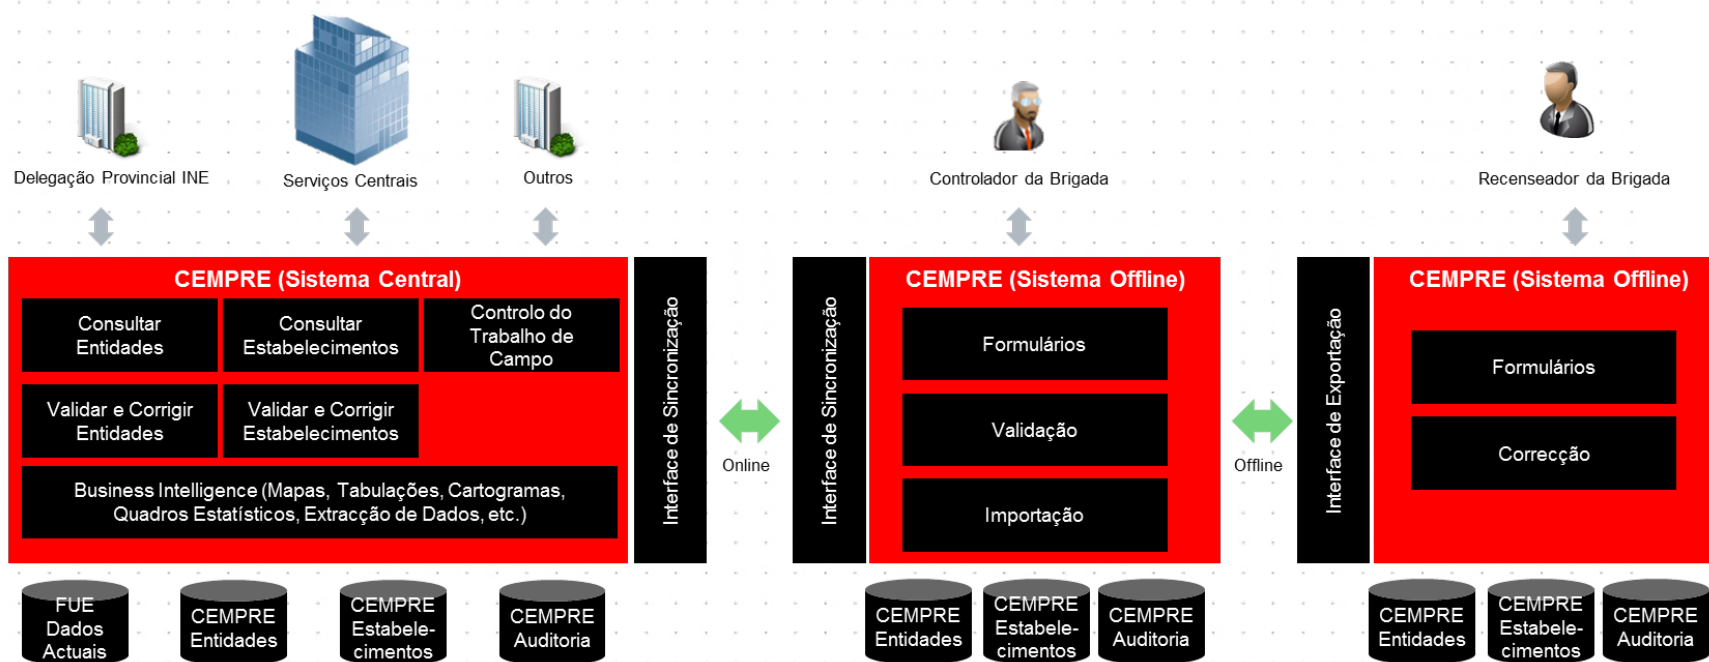 Delegação Provincial INE
Serviços Centrais
Outros
Controlador da Brigada
Recenseador da Brigada
CEMPRE (Sistema Central)
Consultar
Entidades
Consultar
Estabelecimentos
Controlo do
Trabalho de
Campo
Validar e Corrigir
Entidades
Validar e Corrigir
Estabelecimentos
Business Intelligence (Mapas, Tabulações, Cartogramas,
Quadros Estatísticos, Extracção de Dados, etc.)
Interface de Sincronização
Online
Interface de Sincronização
CEMPRE (Sistema Offline)
Formulários
Validação
Importação
Offline
Interface de Exportação
CEMPRE (Sistema Offline)
Formulários
Correcção
FUE
Dados
Actuais
CEMPRE
Entidades
CEMPRE
Estabele-
cimentos
CEMPRE
Auditoria
CEMPRE
Entidades
CEMPRE
Estabele-
cimentos
CEMPRE
Auditoria
CEMPRE
Entidades
CEMPRE
Estabele-
cimentos
CEMPRE
Auditoria